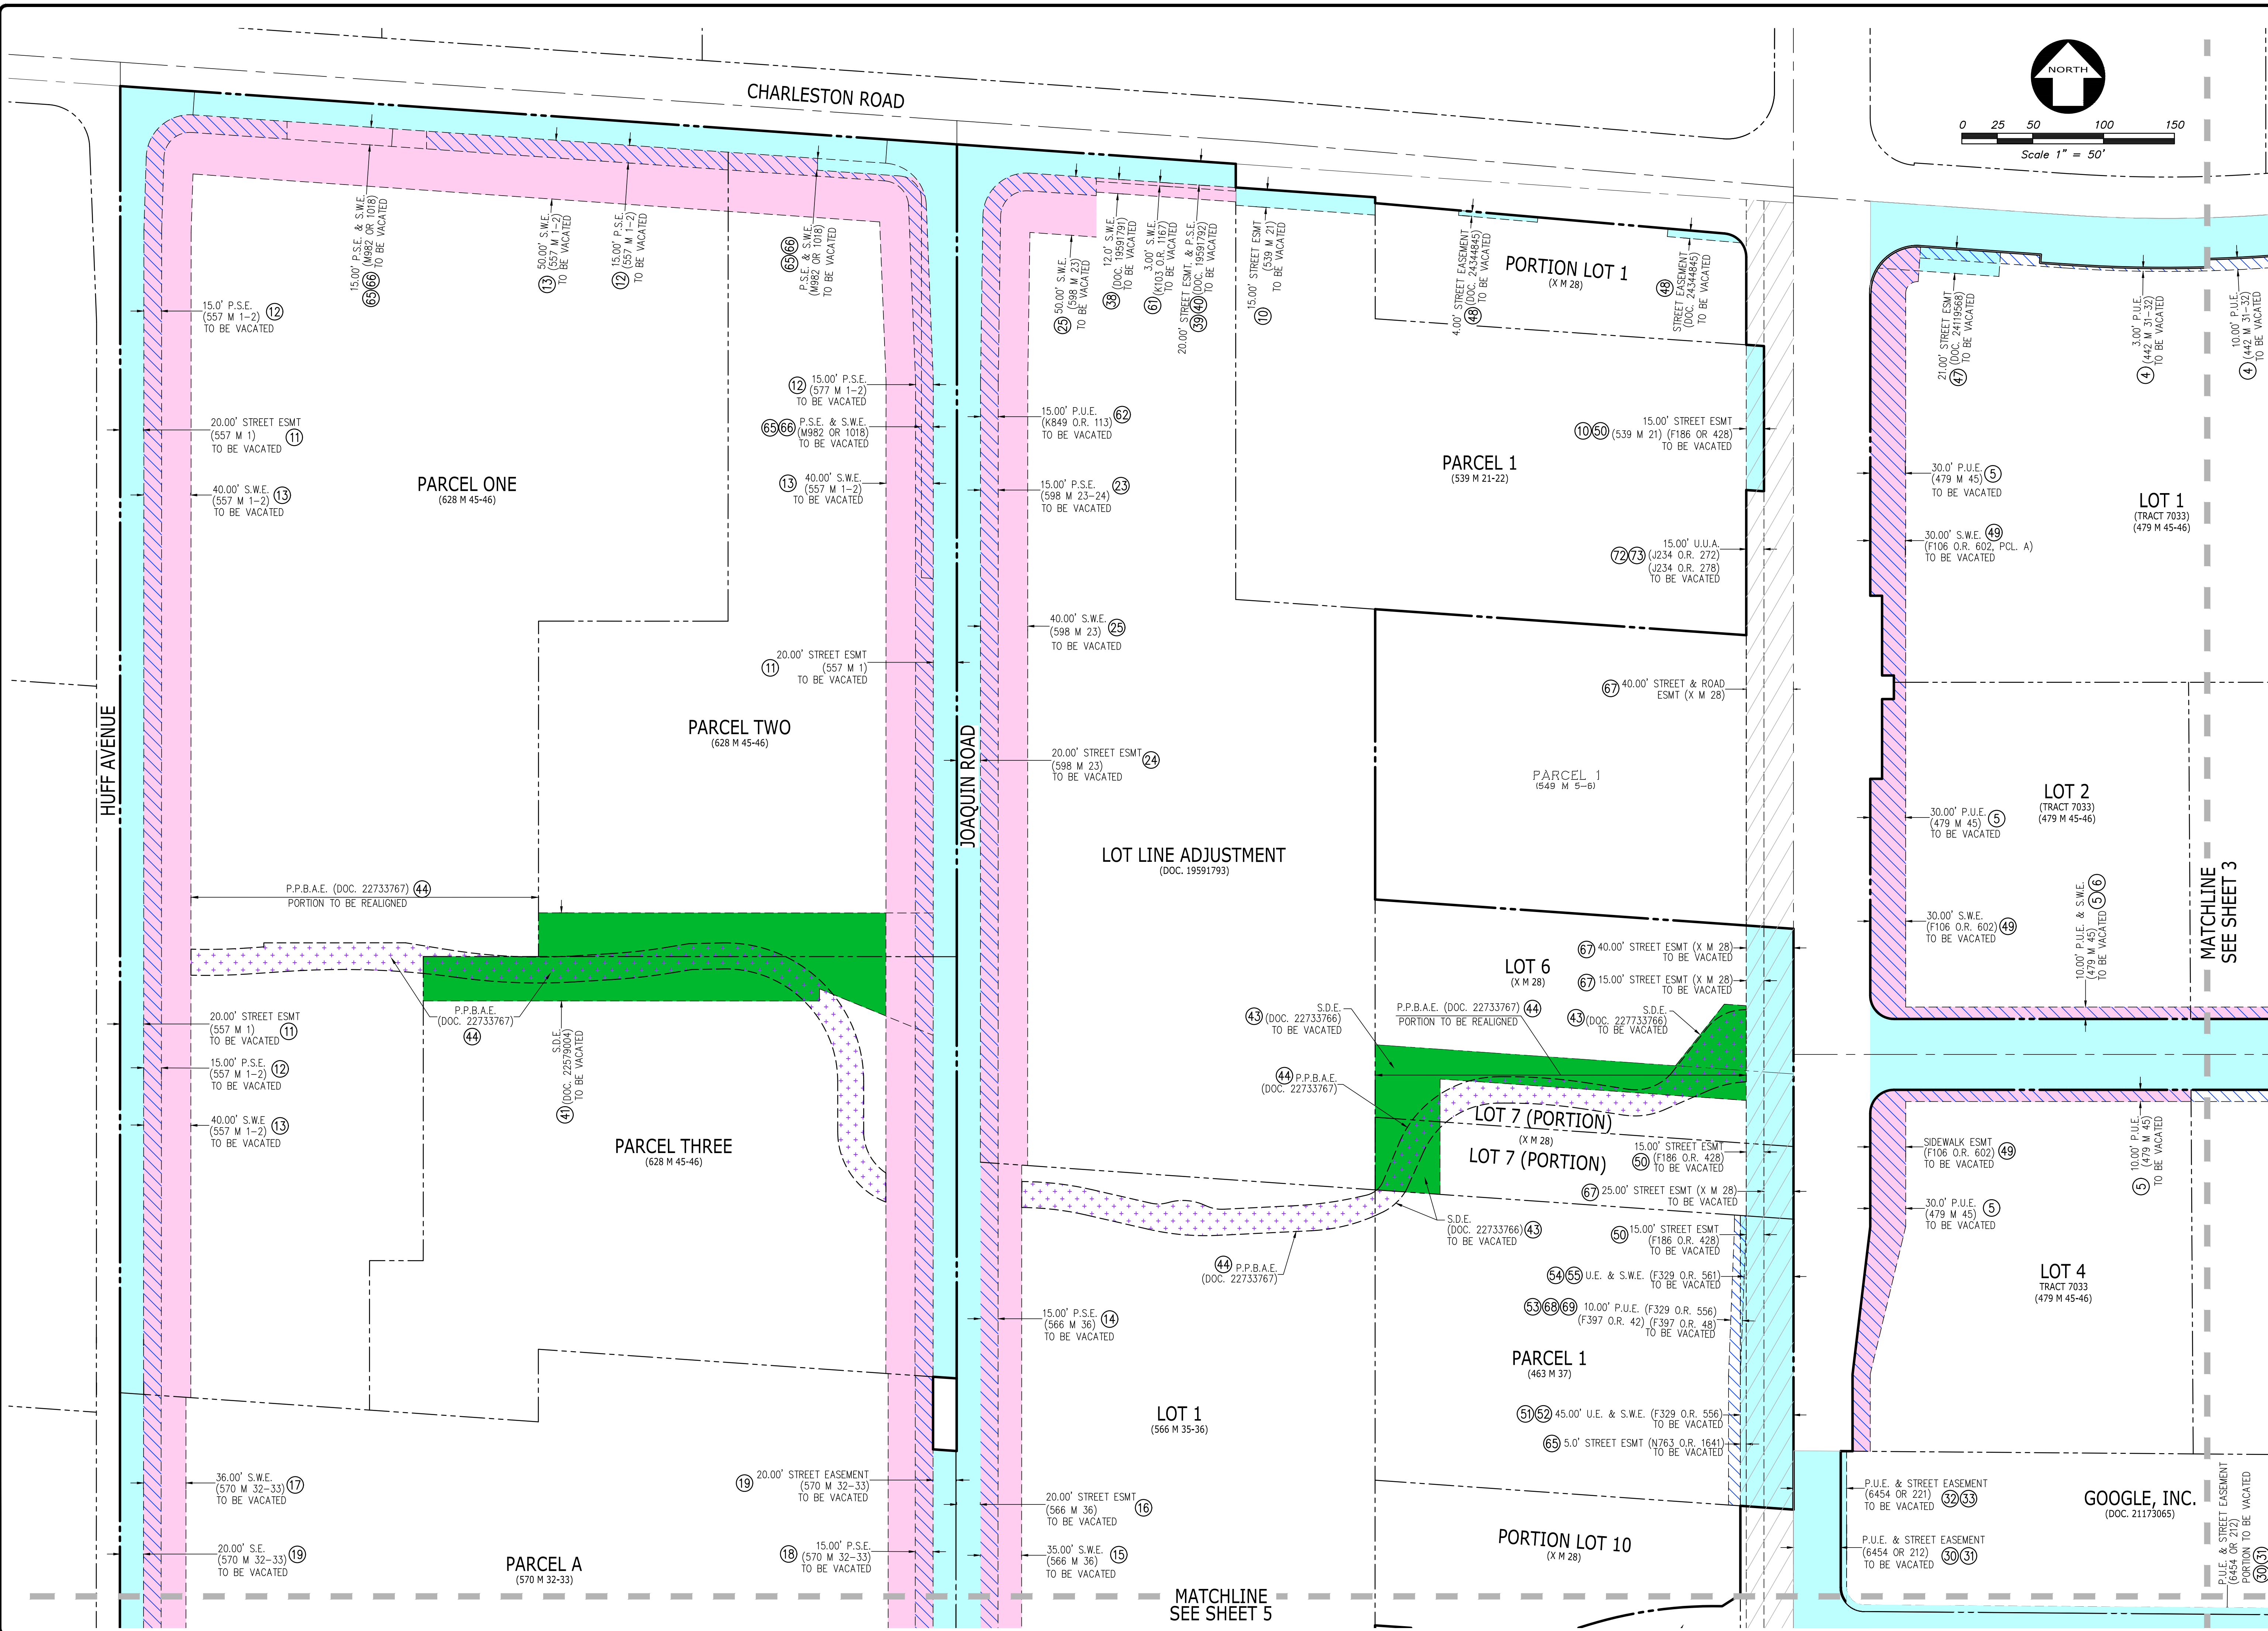 CHARLESTON ROAD
NORTH
0 25 50 100 150
Scale 1" = 50'
HUFF AVENUE
JOAQUIN ROAD
15.0' P.S.E.
(557 M 1-2) 12
TO BE VACATED
15.00' P.S.E. & S.W.E.
65 66 (M982 OR 1018)
TO BE VACATED
50.00' S.W.E.
13 (557 M 1-2)
TO BE VACATED
15.00' P.S.E.
12 (557 M 1-2)
TO BE VACATED
65 66
P.S.E. & S.W.E.
(M982 OR 1018)
TO BE VACATED
20.00' STREET ESMT
(557 M 1) 11
TO BE VACATED
40.00' S.W.E.
(557 M 1-2) 13
TO BE VACATED
PARCEL ONE
(628 M 45-46)
15.00' P.S.E.
12 (577 M 1-2)
TO BE VACATED
P.S.E. & S.W.E.
65 66 (M982 OR 1018)
TO BE VACATED
40.00' S.W.E.
13 (557 M 1-2)
TO BE VACATED
20.00' STREET ESMT
11 (557 M 1)
TO BE VACATED
PARCEL TWO
(628 M 45-46)
P.P.B.A.E. (DOC. 22733767) 44
PORTION TO BE REALIGNED
P.P.B.A.E.
(DOC. 22733767)
44
S.D.E.
41 (DOC. 22579004)
TO BE VACATED
20.00' STREET ESMT
(557 M 1) 11
TO BE VACATED
15.00' P.S.E.
(557 M 1-2) 12
TO BE VACATED
40.00' S.W.E
(557 M 1-2) 13
TO BE VACATED
PARCEL THREE
(628 M 45-46)
36.00' S.W.E.
(570 M 32-33) 17
TO BE VACATED
20.00' S.E.
(570 M 32-33) 19
TO BE VACATED
PARCEL A
(570 M 32-33)
20.00' STREET EASEMENT
19 (570 M 32-33)
TO BE VACATED
15.00' P.S.E.
18 (570 M 32-33)
TO BE VACATED
25 50.00' S.W.E.
(598 M 23)
TO BE VACATED
12.0' S.W.E.
38 (DOC. 19591791)
TO BE VACATED
3.00' S.W.E.
61 (K103 O.R. 1167)
TO BE VACATED
20.00' STREET ESMT. & P.S.E.
39 40 (DOC. 19591792)
TO BE VACATED
15.00' STREET ESMT
10 (539 M 21)
TO BE VACATED
4.00' STREET EASEMENT
48 (DOC. 24344845)
TO BE VACATED
48
STREET EASEMENT
(DOC. 24344845)
TO BE VACATED
PORTION LOT 1
(X M 28)
15.00' P.U.E.
(K849 O.R. 113) 62
TO BE VACATED
15.00' P.S.E.
(598 M 23-24) 23
TO BE VACATED
40.00' S.W.E.
(598 M 23) 25
TO BE VACATED
20.00' STREET ESMT
(598 M 23) 24
TO BE VACATED
LOT LINE ADJUSTMENT
(DOC. 19591793)
PARCEL 1
(539 M 21-22)
15.00' STREET ESMT
10 50 (539 M 21) (F186 OR 428)
TO BE VACATED
15.00' U.U.A.
72 73 (J234 O.R. 272)
(J234 O.R. 278)
TO BE VACATED
67 40.00' STREET & ROAD
ESMT (X M 28)
PARCEL 1
(549 M 5-6)
LOT 6
(X M 28)
67 40.00' STREET ESMT (X M 28)
TO BE VACATED
67 15.00' STREET ESMT (X M 28)
TO BE VACATED
S.D.E.
43 (DOC. 22733766)
TO BE VACATED
P.P.B.A.E. (DOC. 22733767) 44
PORTION TO BE REALIGNED
S.D.E.
43 (DOC. 227733766)
TO BE VACATED
44 P.P.B.A.E.
(DOC. 22733767)
LOT 7 (PORTION)
(X M 28)
LOT 7 (PORTION)
15.00' STREET ESMT
50 (F186 O.R. 428)
TO BE VACATED
67 25.00' STREET ESMT (X M 28)
TO BE VACATED
S.D.E.
(DOC. 22733766) 43
TO BE VACATED
50 15.00' STREET ESMT
(F186 O.R. 428)
TO BE VACATED
44 P.P.B.A.E.
(DOC. 22733767)
54 55 U.E. & S.W.E. (F329 O.R. 561)
TO BE VACATED
53 68 69 10.00' P.U.E. (F329 O.R. 556)
(F397 O.R. 42) (F397 O.R. 48)
TO BE VACATED
PARCEL 1
(463 M 37)
51 52 45.00' U.E. & S.W.E. (F329 O.R. 556)
TO BE VACATED
65 5.0' STREET ESMT (N763 O.R. 1641)
TO BE VACATED
15.00' P.S.E.
(566 M 36) 14
TO BE VACATED
LOT 1
(566 M 35-36)
20.00' STREET ESMT
(566 M 36) 16
TO BE VACATED
35.00' S.W.E.
(566 M 36) 15
TO BE VACATED
PORTION LOT 10
(X M 28)
MATCHLINE
SEE SHEET 5
21.00' STREET ESMT
47 (DOC. 24119568)
TO BE VACATED
3.00' P.U.E.
4 (442 M 31-32)
TO BE VACATED
10.00' P.U.E.
4 (442 M 31-32)
TO BE VACATED
30.0' P.U.E.
(479 M 45) 5
TO BE VACATED
30.00' S.W.E. 49
(F106 O.R. 602, PCL. A)
TO BE VACATED
LOT 1
(TRACT 7033)
(479 M 45-46)
LOT 2
(TRACT 7033)
(479 M 45-46)
30.00' P.U.E.
(479 M 45) 5
TO BE VACATED
30.00' S.W.E.
(F106 O.R. 602) 49
TO BE VACATED
10.00' P.U.E. & S.W.E.
(479 M 45)
TO BE VACATED 5 6
MATCHLINE
SEE SHEET 3
SIDEWALK ESMT
(F106 O.R. 602) 49
TO BE VACATED
30.0' P.U.E.
(479 M 45) 5
TO BE VACATED
10.00' P.U.E.
(479 M 45)
5 TO BE VACATED
LOT 4
TRACT 7033
(479 M 45-46)
P.U.E. & STREET EASEMENT
(6454 OR 221)
TO BE VACATED 32 33
P.U.E. & STREET EASEMENT
(6454 OR 212)
TO BE VACATED 30 31
GOOGLE, INC.
(DOC. 21173065)
P.U.E. & STREET EASEMENT
(6454 OR 212)
PORTION TO BE VACATED
30 31